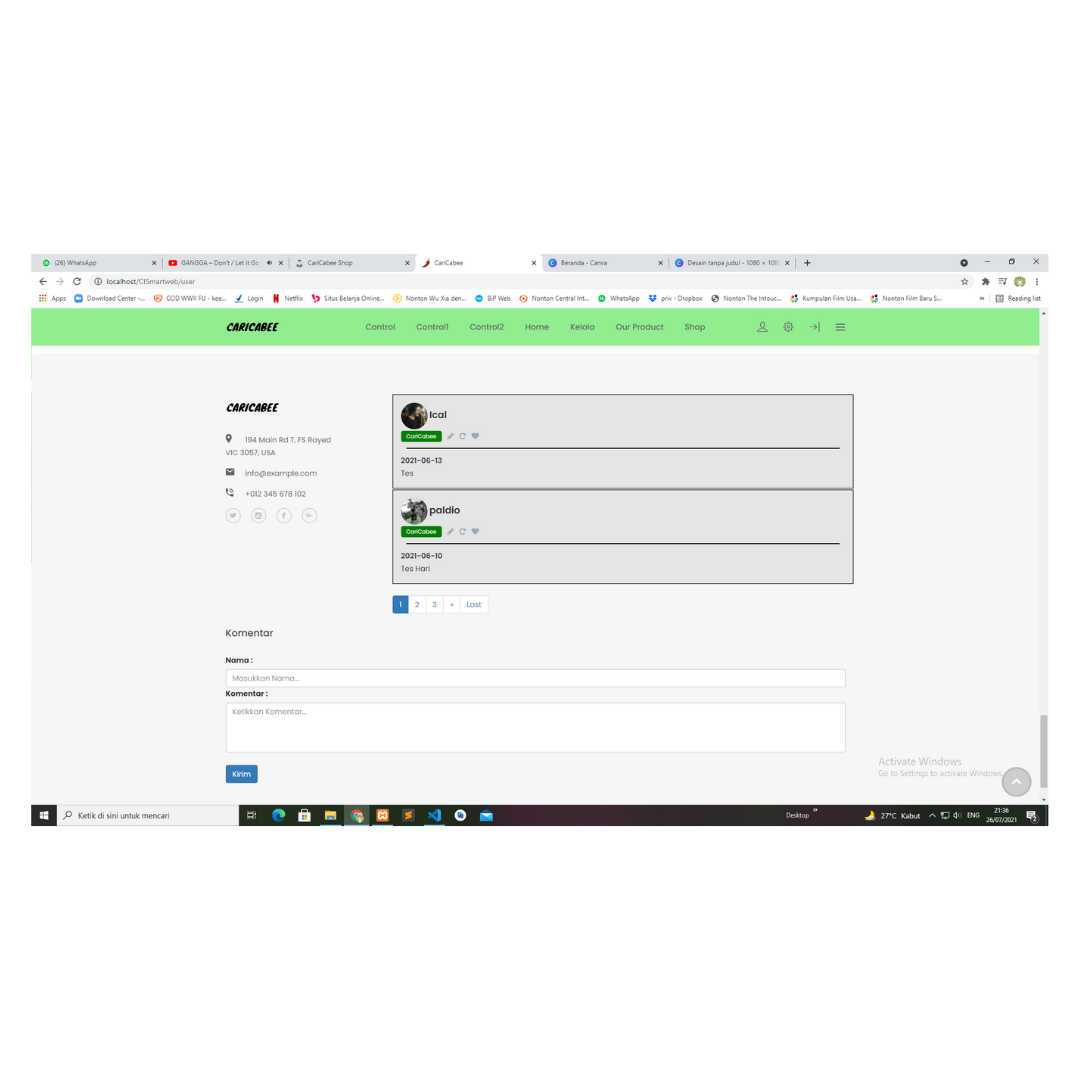 (26) WhatsApp GANGGA – Don't / Let it Go CariCabee Shop CariCabee Beranda - Canva Desain tanpa judul - 1080 × 108
localhost/CISmartweb/user
Apps Download Center -... COD WWII FU - kee... Login Netflix Situs Belanja Online... Nonton Wu Xia den... B-P Web Nonton Central Int... WhatsApp priv - Dropbox Nonton The Intouc... Kumpulan Film Usa... Nonton Film Baru S... » Reading list
CARICABEE Control Control1 Control2 Home Kelola Our Product Shop
CARICABEE
194 Main Rd T, FS Rayed
VIC 3057, USA
info@example.com
+012 345 678 102
Ical
CariCabee
2021-06-13
Tes
paldio
CariCabee
2021-06-10
Tes Hari
1 2 3 » Last
Komentar
Nama :
Masukkan Nama...
Komentar :
Ketikkan Komentar...
Kirim
Activate Windows
Go to Settings to activate Windows.
Ketik di sini untuk mencari Desktop » 27°C Kabut ENG 21:36
26/07/2021
2